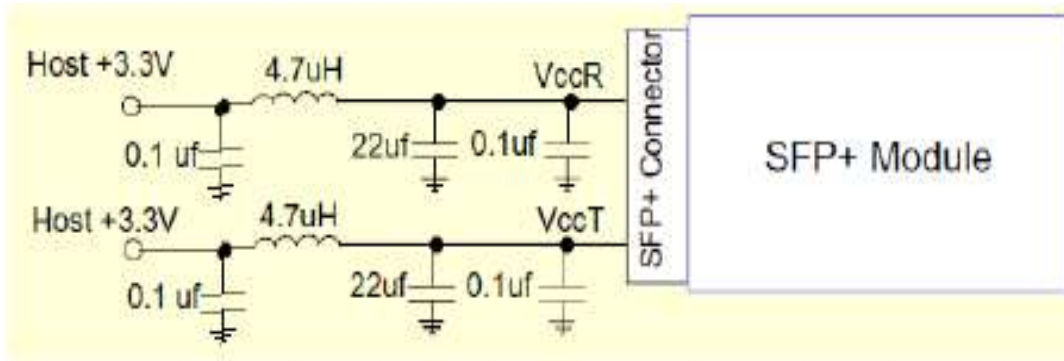 Host +3.3V
4.7uH
VccR
0.1 uf
22uf
0.1uf
Host +3.3V
4.7uH
VccT
0.1 uf
22uf
0.1uf
SFP+ Connector
SFP+ Module